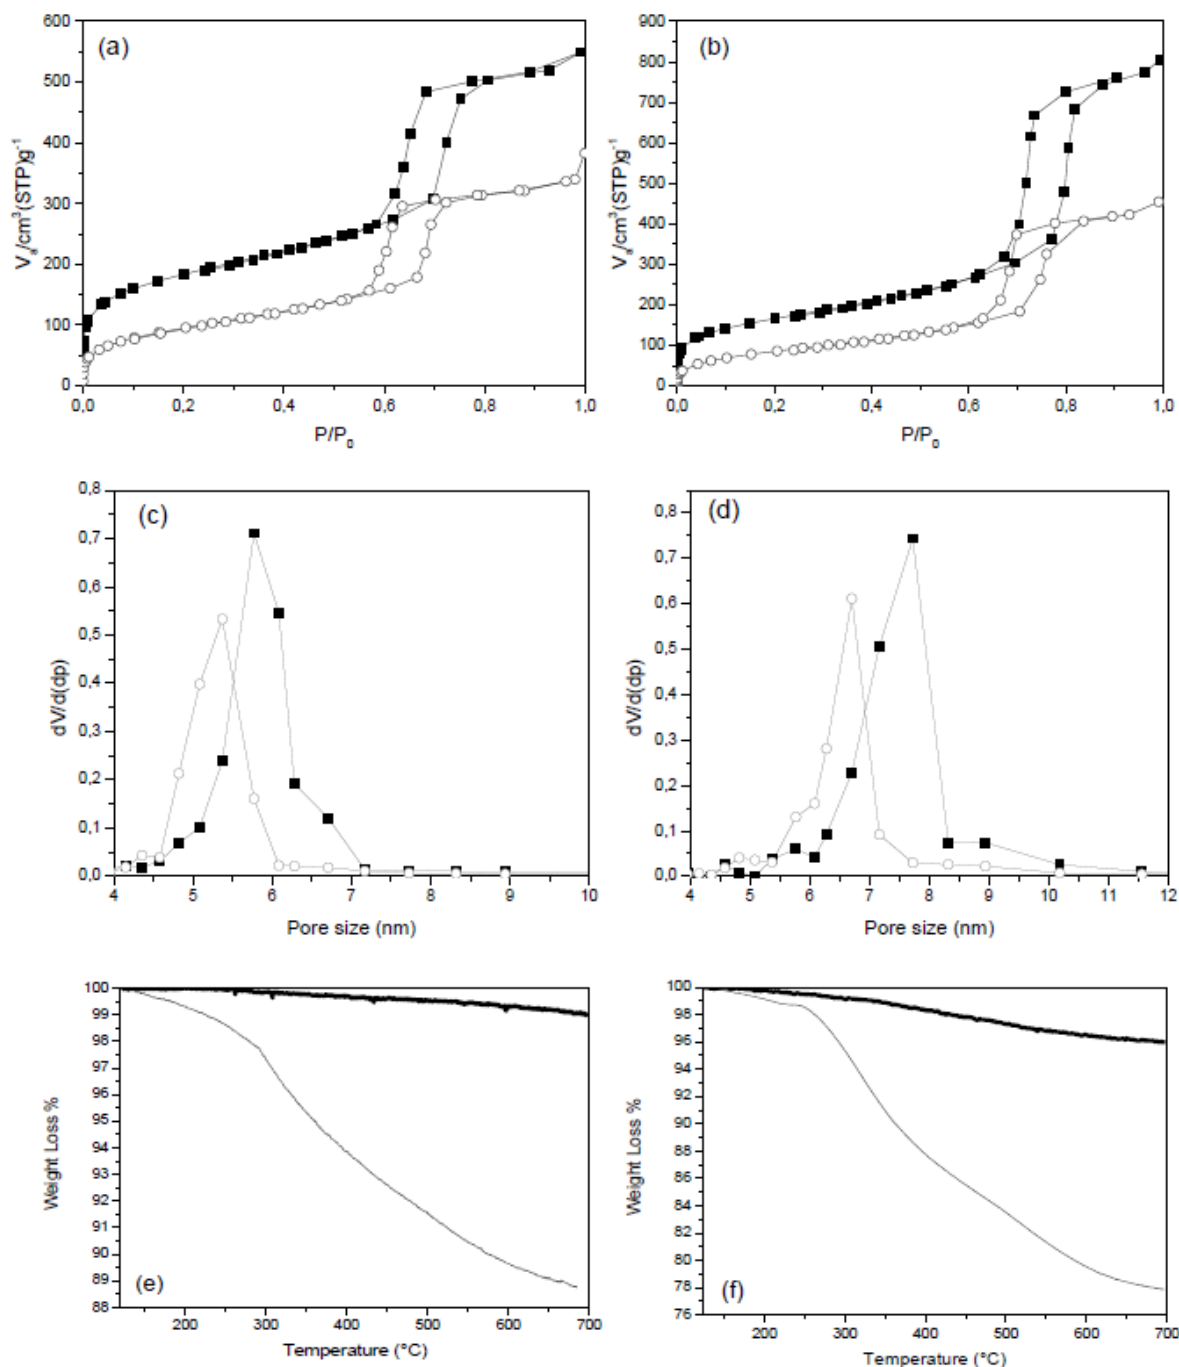 (a)
600
500
400
300
200
100
0
Va/cm3(STP)g-1
0,0 0,2 0,4 0,6 0,8 1,0
P/P0
(b)
900
800
700
600
500
400
300
200
100
0
Va/cm3(STP)g-1
0,0 0,2 0,4 0,6 0,8 1,0
P/P0
(c)
0,8
0,7
0,6
0,5
0,4
0,3
0,2
0,1
0,0
dV/d(dp)
4 5 6 7 8 9 10
Pore size (nm)
(d)
0,8
0,7
0,6
0,5
0,4
0,3
0,2
0,1
0,0
dV/d(dp)
4 5 6 7 8 9 10 11 12
Pore size (nm)
100
99
98
97
96
95
94
93
92
91
90
89
88
Weight Loss %
(e)
200 300 400 500 600 700
Temperature (°C)
100
98
96
94
92
90
88
86
84
82
80
78
76
Weight Loss %
(f)
200 300 400 500 600 700
Temperature (°C)